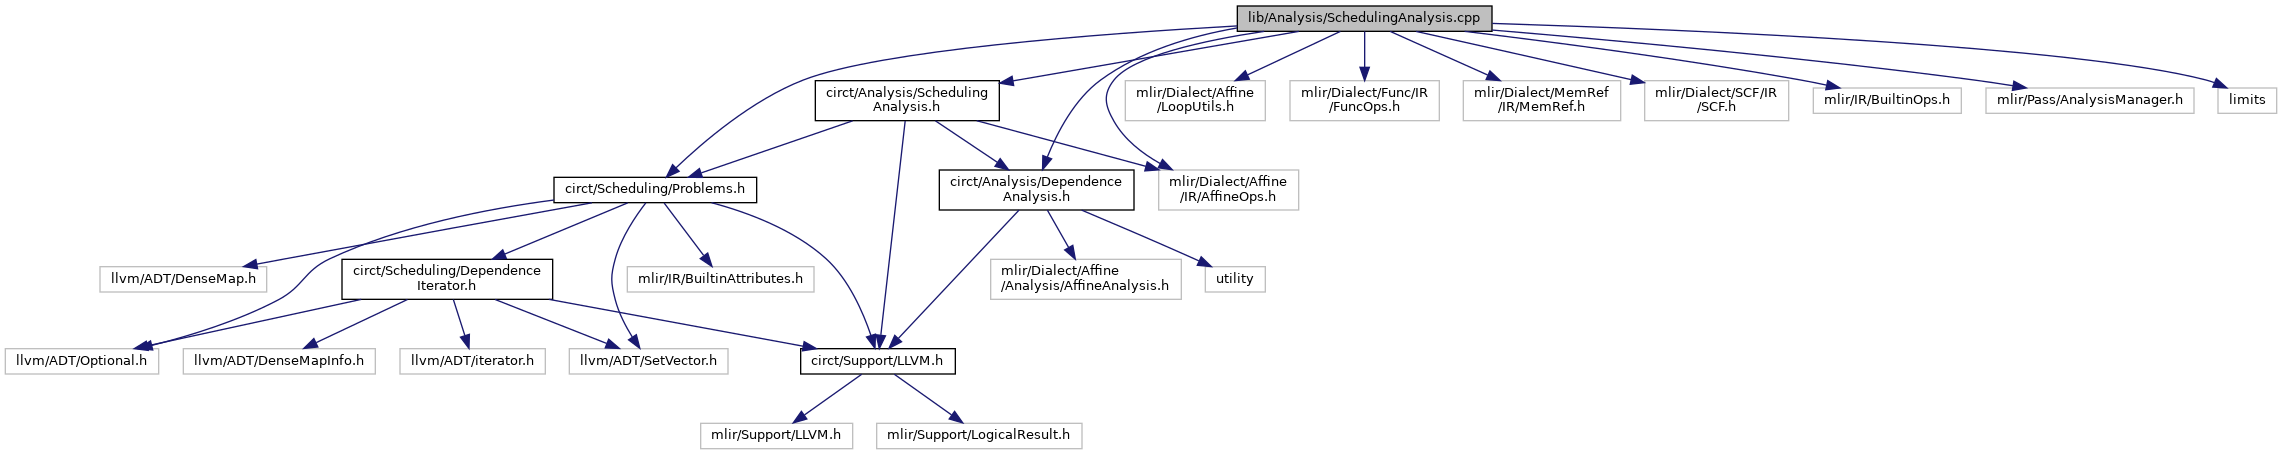 lib/Analysis/SchedulingAnalysis.cpp
circt/Analysis/Scheduling
Analysis.h
mlir/Dialect/Affine
/LoopUtils.h
mlir/Dialect/Func/IR
/FuncOps.h
mlir/Dialect/MemRef
/IR/MemRef.h
mlir/Dialect/SCF/IR
/SCF.h
mlir/IR/BuiltinOps.h
mlir/Pass/AnalysisManager.h
limits
circt/Scheduling/Problems.h
circt/Analysis/Dependence
Analysis.h
mlir/Dialect/Affine
/IR/AffineOps.h
llvm/ADT/DenseMap.h
circt/Scheduling/Dependence
Iterator.h
mlir/IR/BuiltinAttributes.h
mlir/Dialect/Affine
/Analysis/AffineAnalysis.h
utility
llvm/ADT/Optional.h
llvm/ADT/DenseMapInfo.h
llvm/ADT/iterator.h
llvm/ADT/SetVector.h
circt/Support/LLVM.h
mlir/Support/LLVM.h
mlir/Support/LogicalResult.h